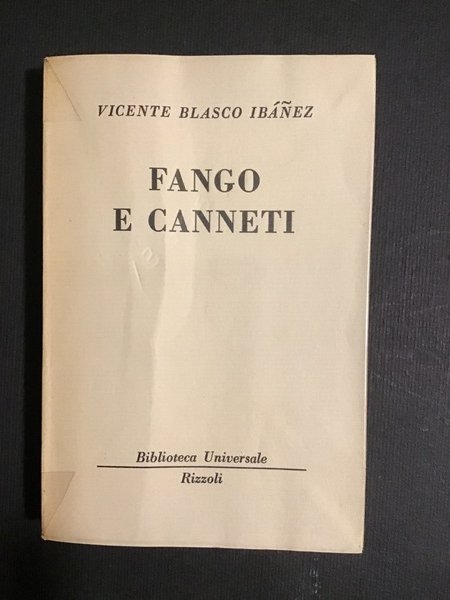 VICENTE BLASCO IBÁÑEZ
FANGO
E CANNETI
Biblioteca Universale
Rizzoli